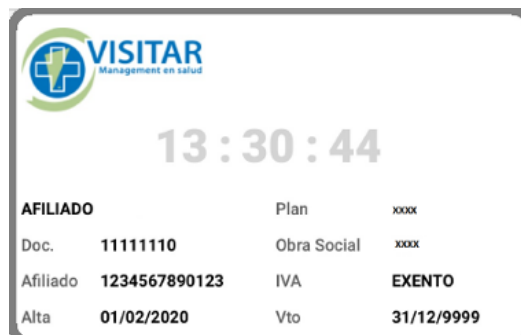 VISITAR
Management en salud
13 : 30 : 44
AFILIADO Plan xxxx
Doc. 11111110 Obra Social xxxx
Afiliado 1234567890123 IVA EXENTO
Alta 01/02/2020 Vto 31/12/9999